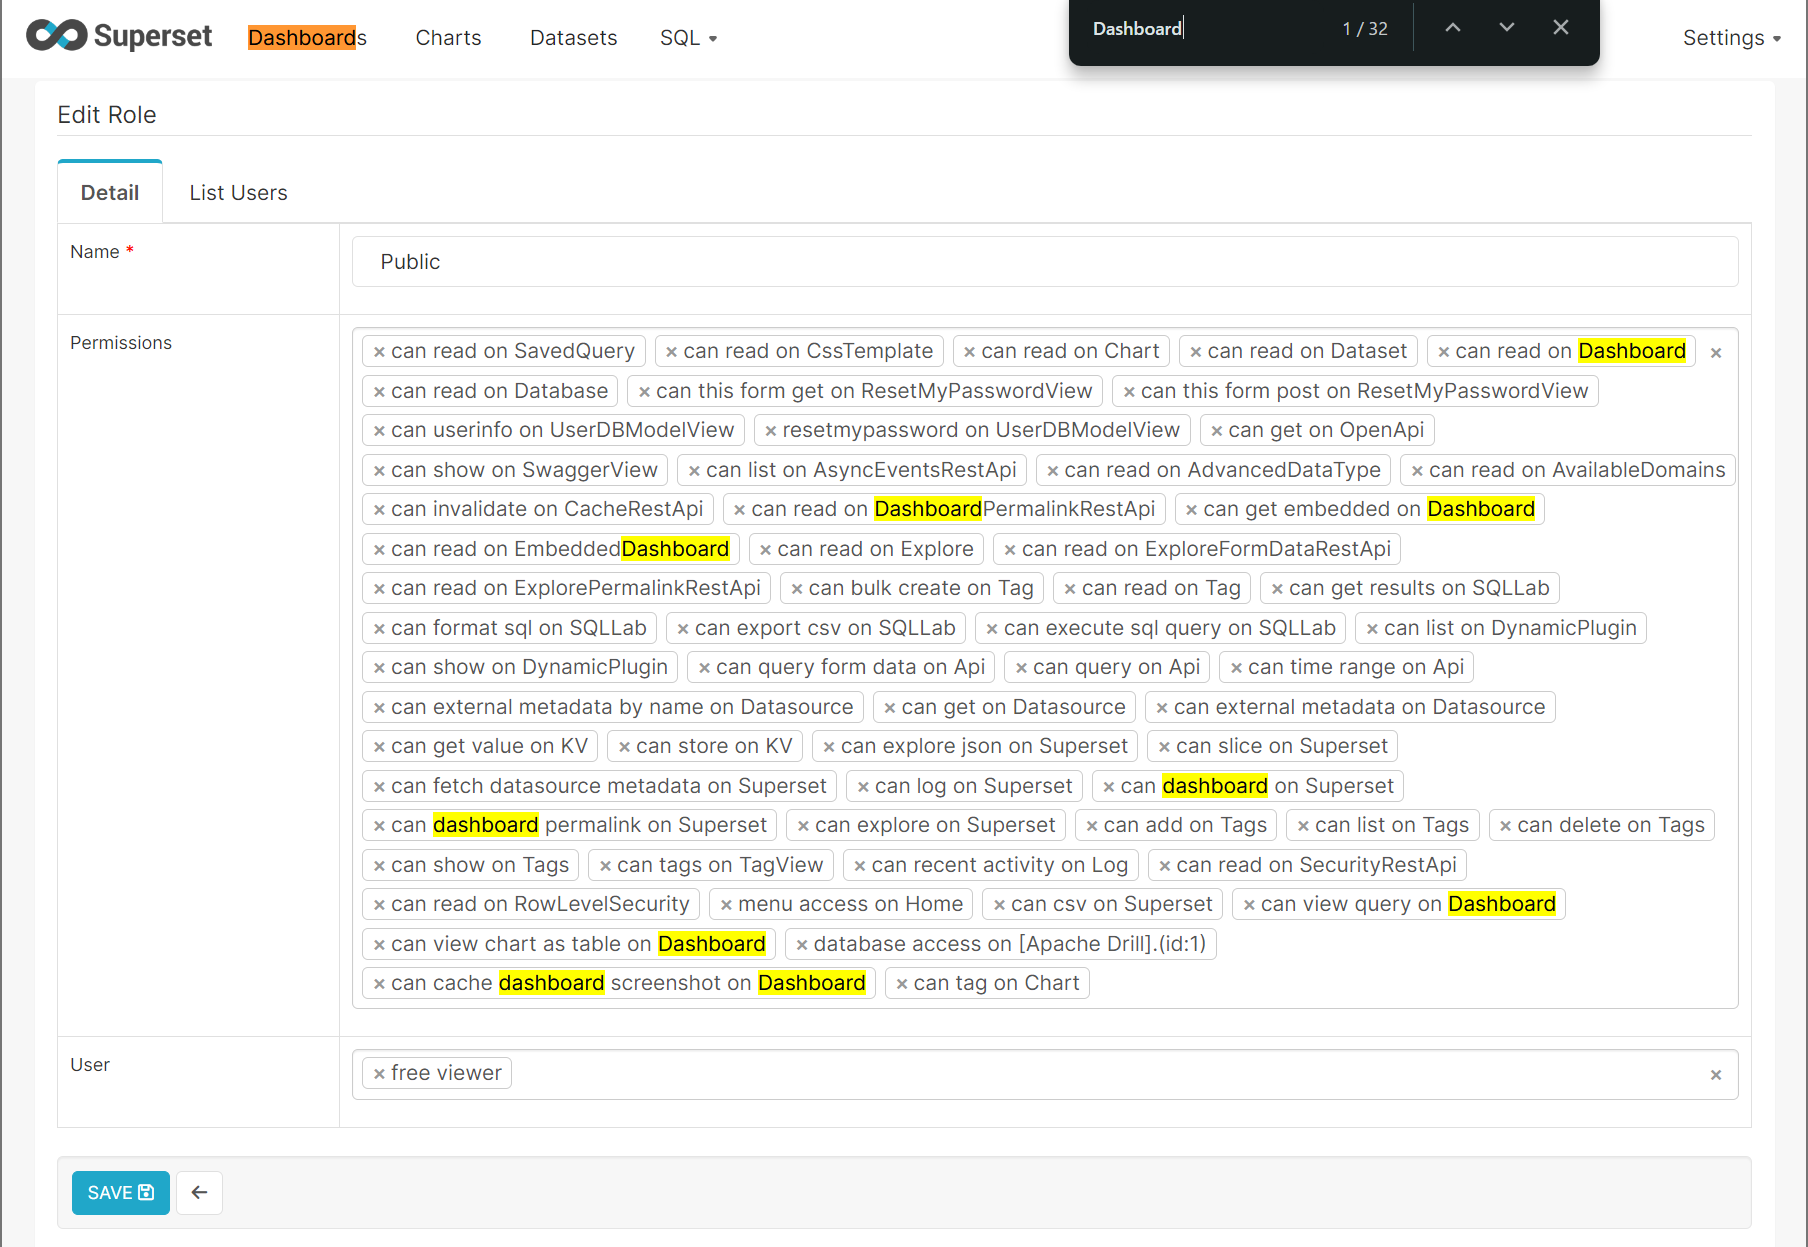 Superset Dashboards Charts Datasets SQL Dashboard 1 / 32 Settings
Edit Role
Detail List Users
Name * Public
Permissions × can read on SavedQuery × can read on CssTemplate × can read on Chart × can read on Dataset × can read on Dashboard ×
× can read on Database × can this form get on ResetMyPasswordView × can this form post on ResetMyPasswordView
× can userinfo on UserDBModelView × resetmypassword on UserDBModelView × can get on OpenApi
× can show on SwaggerView × can list on AsyncEventsRestApi × can read on AdvancedDataType × can read on AvailableDomains
× can invalidate on CacheRestApi × can read on DashboardPermalinkRestApi × can get embedded on Dashboard
× can read on EmbeddedDashboard × can read on Explore × can read on ExploreFormDataRestApi
× can read on ExplorePermalinkRestApi × can bulk create on Tag × can read on Tag × can get results on SQLLab
× can format sql on SQLLab × can export csv on SQLLab × can execute sql query on SQLLab × can list on DynamicPlugin
× can show on DynamicPlugin × can query form data on Api × can query on Api × can time range on Api
× can external metadata by name on Datasource × can get on Datasource × can external metadata on Datasource
× can get value on KV × can store on KV × can explore json on Superset × can slice on Superset
× can fetch datasource metadata on Superset × can log on Superset × can dashboard on Superset
× can dashboard permalink on Superset × can explore on Superset × can add on Tags × can list on Tags × can delete on Tags
× can show on Tags × can tags on TagView × can recent activity on Log × can read on SecurityRestApi
× can read on RowLevelSecurity × menu access on Home × can csv on Superset × can view query on Dashboard
× can view chart as table on Dashboard × database access on [Apache Drill].(id:1)
× can cache dashboard screenshot on Dashboard × can tag on Chart
User × free viewer ×
SAVE